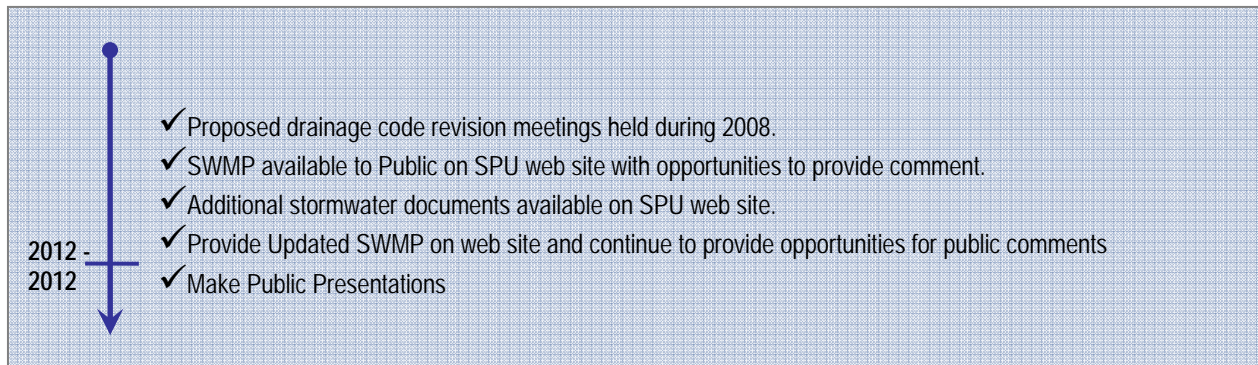 ✓Proposed drainage code revision meetings held during 2008.
✓SWMP available to Public on SPU web site with opportunities to provide comment.
✓Additional stormwater documents available on SPU web site.
✓Provide Updated SWMP on web site and continue to provide opportunities for public comments
2012 -
2012
✓Make Public Presentations